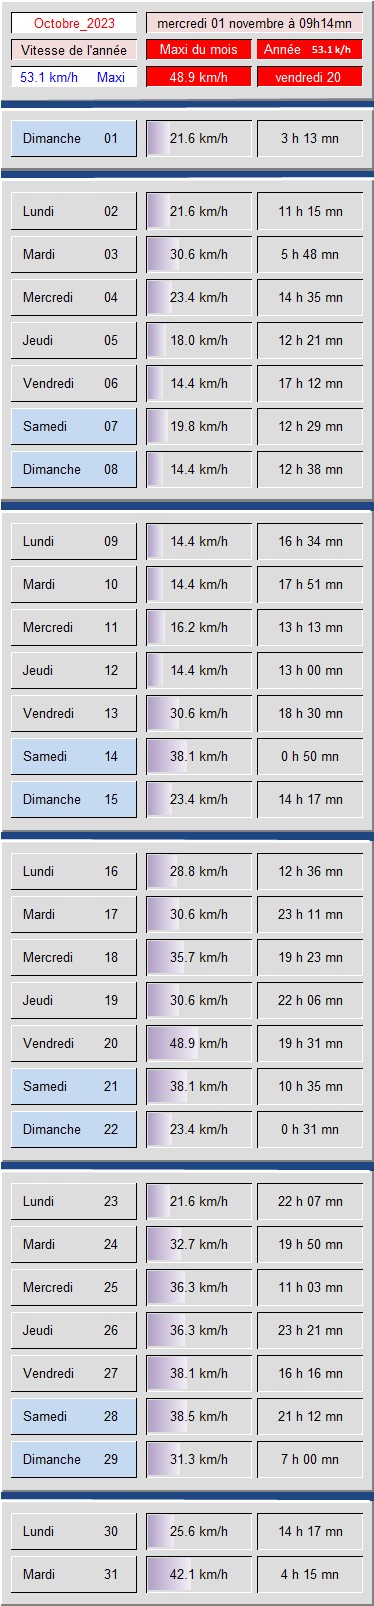 Octobre_2023 mercredi 01 novembre à 09h14mn
Vitesse de l'année Maxi du mois Année 53.1 k/h
53.1 km/h Maxi 48.9 km/h vendredi 20
Dimanche 01 21.6 km/h 3 h 13 mn
Lundi 02 21.6 km/h 11 h 15 mn
Mardi 03 30.6 km/h 5 h 48 mn
Mercredi 04 23.4 km/h 14 h 35 mn
Jeudi 05 18.0 km/h 12 h 21 mn
Vendredi 06 14.4 km/h 17 h 12 mn
Samedi 07 19.8 km/h 12 h 29 mn
Dimanche 08 14.4 km/h 12 h 38 mn
Lundi 09 14.4 km/h 16 h 34 mn
Mardi 10 14.4 km/h 17 h 51 mn
Mercredi 11 16.2 km/h 13 h 13 mn
Jeudi 12 14.4 km/h 13 h 00 mn
Vendredi 13 30.6 km/h 18 h 30 mn
Samedi 14 38.1 km/h 0 h 50 mn
Dimanche 15 23.4 km/h 14 h 17 mn
Lundi 16 28.8 km/h 12 h 36 mn
Mardi 17 30.6 km/h 23 h 11 mn
Mercredi 18 35.7 km/h 19 h 23 mn
Jeudi 19 30.6 km/h 22 h 06 mn
Vendredi 20 48.9 km/h 19 h 31 mn
Samedi 21 38.1 km/h 10 h 35 mn
Dimanche 22 23.4 km/h 0 h 31 mn
Lundi 23 21.6 km/h 22 h 07 mn
Mardi 24 32.7 km/h 19 h 50 mn
Mercredi 25 36.3 km/h 11 h 03 mn
Jeudi 26 36.3 km/h 23 h 21 mn
Vendredi 27 38.1 km/h 16 h 16 mn
Samedi 28 38.5 km/h 21 h 12 mn
Dimanche 29 31.3 km/h 7 h 00 mn
Lundi 30 25.6 km/h 14 h 17 mn
Mardi 31 42.1 km/h 4 h 15 mn